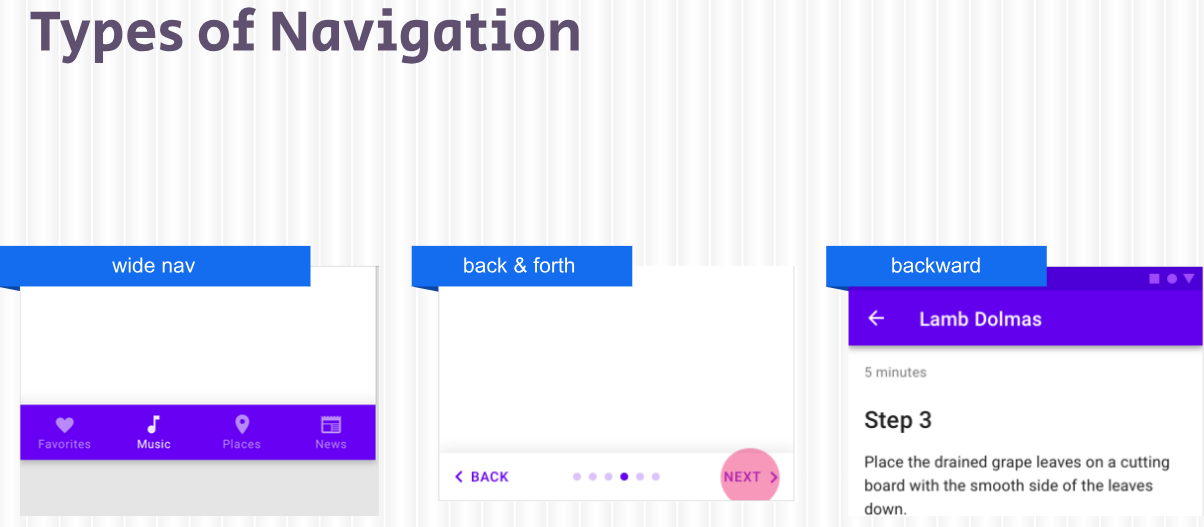 Types of Navigation
wide nav
Favorites Music Places News
back & forth
BACK NEXT
backward
Lamb Dolmas
5 minutes
Step 3
Place the drained grape leaves on a cutting
board with the smooth side of the leaves
down.